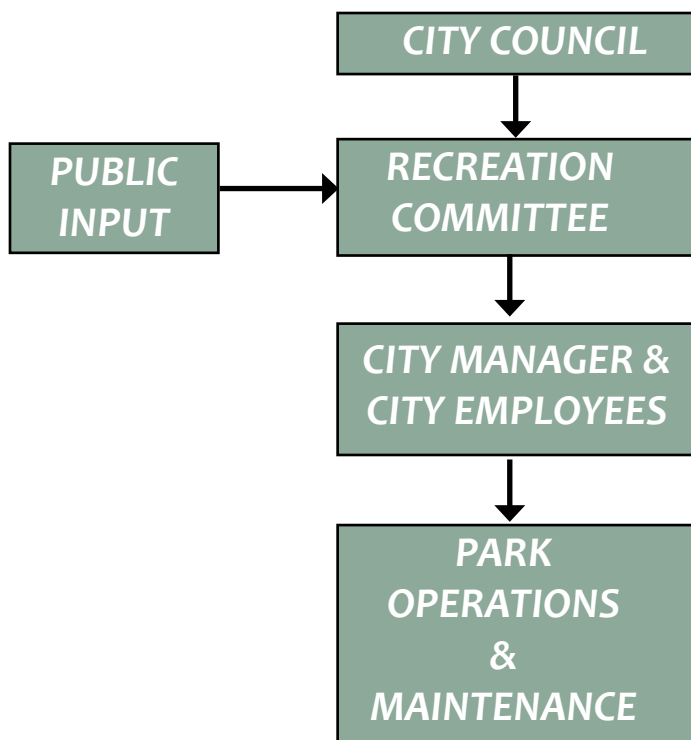 CITY COUNCIL
PUBLIC
INPUT
RECREATION
COMMITTEE
CITY MANAGER &
CITY EMPLOYEES
PARK
OPERATIONS
&
MAINTENANCE